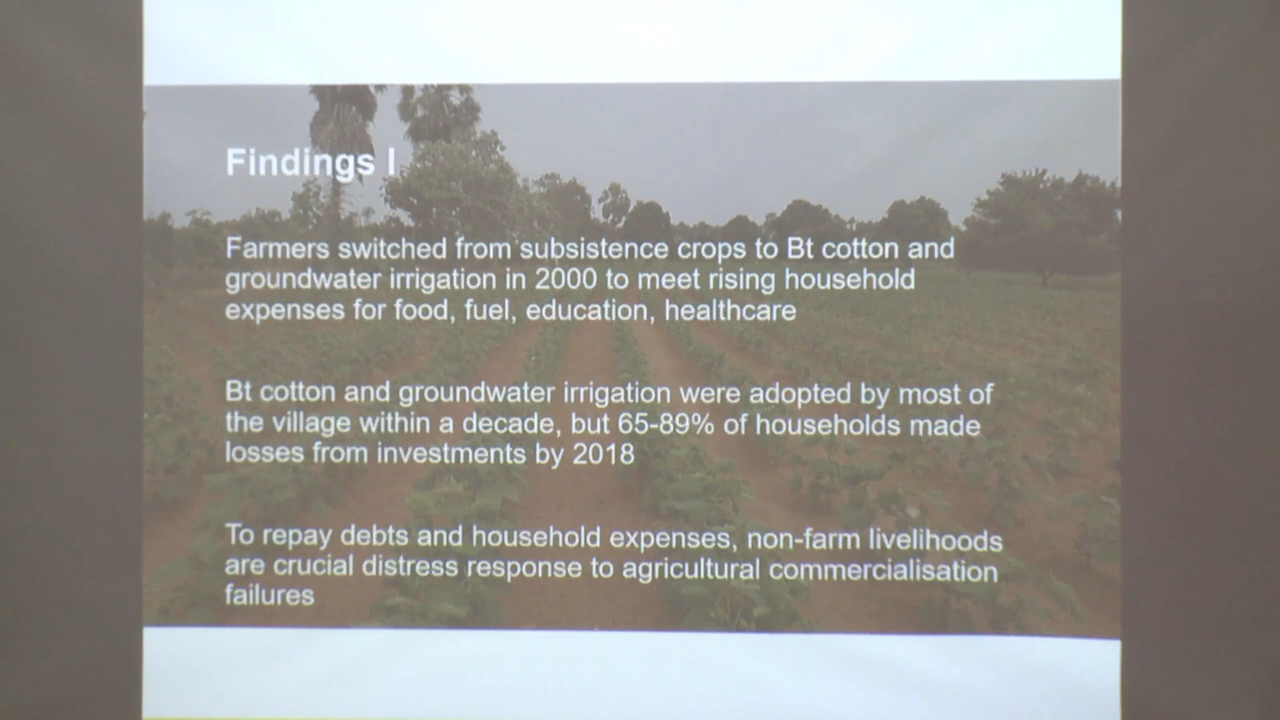 Findings I
Farmers switched from subsistence crops to Bt cotton and
groundwater irrigation in 2000 to meet rising household
expenses for food, fuel, education, healthcare
Bt cotton and groundwater irrigation were adopted by most of
the village within a decade, but 65-89% of households made
losses from investments by 2018
To repay debts and household expenses, non-farm livelihoods
are crucial distress response to agricultural commercialisation
failures